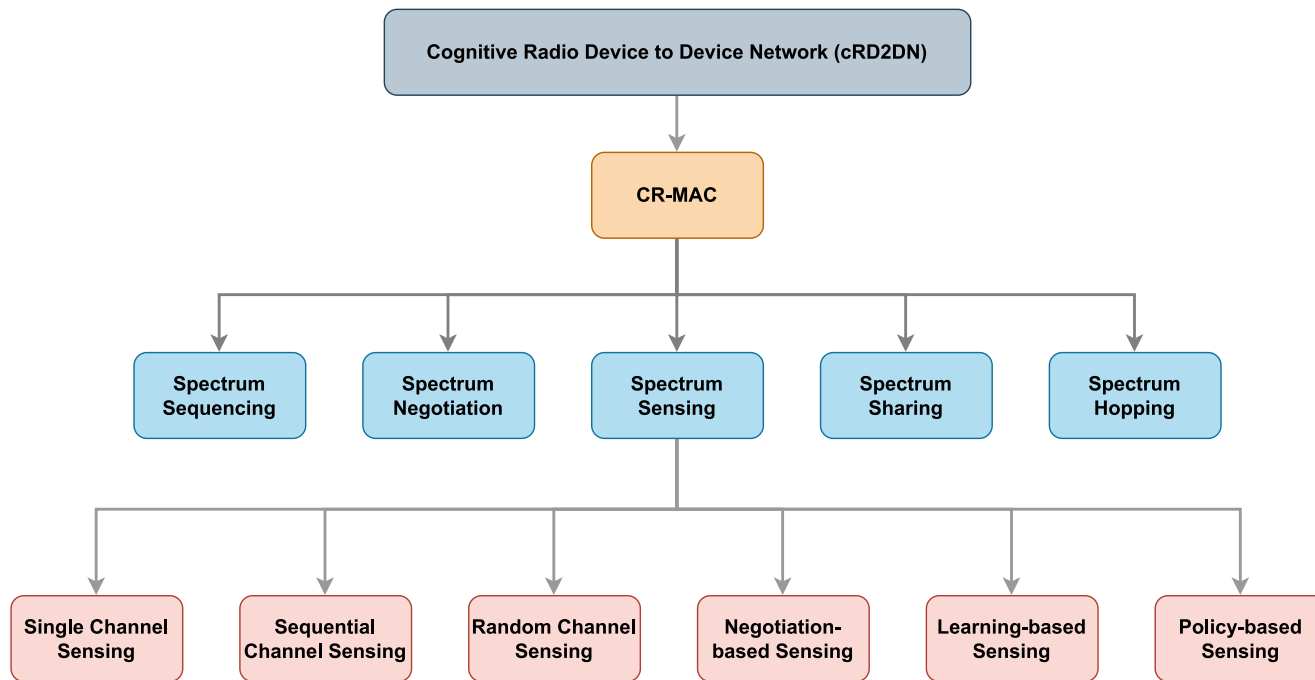 Cognitive Radio Device to Device Network (cRD2DN)
CR-MAC
Spectrum
Sequencing
Spectrum
Negotiation
Spectrum
Sensing
Spectrum
Sharing
Spectrum
Hopping
Single Channel
Sensing
Sequential
Channel Sensing
Random Channel
Sensing
Negotiation-
based Sensing
Learning-based
Sensing
Policy-based
Sensing